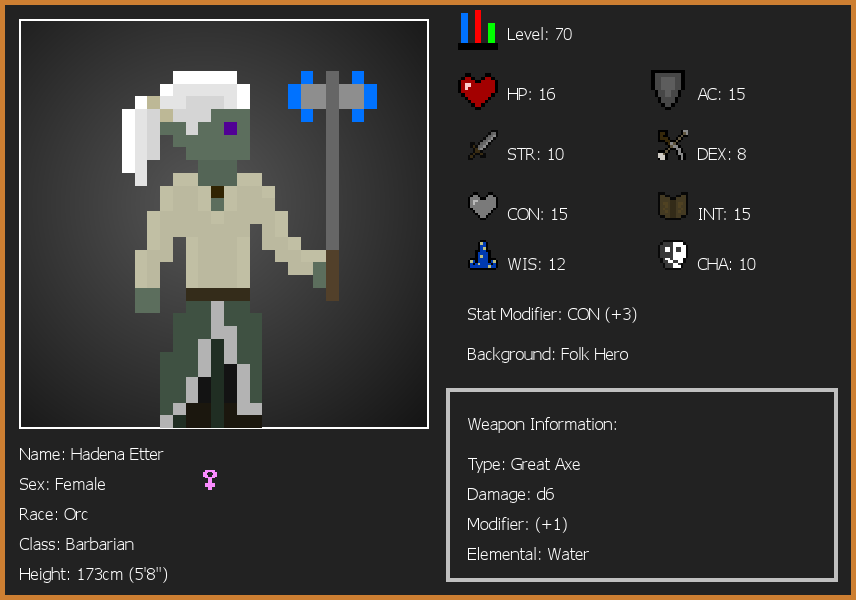 Level: 70
HP: 16
AC: 15
STR: 10
DEX: 8
CON: 15
INT: 15
WIS: 12
CHA: 10
Stat Modifier: CON (+3)
Background: Folk Hero
Weapon Information:
Type: Great Axe
Damage: d6
Modifier: (+1)
Elemental: Water
Name: Hadena Etter
Sex: Female
Race: Orc
Class: Barbarian
Height: 173cm (5'8")